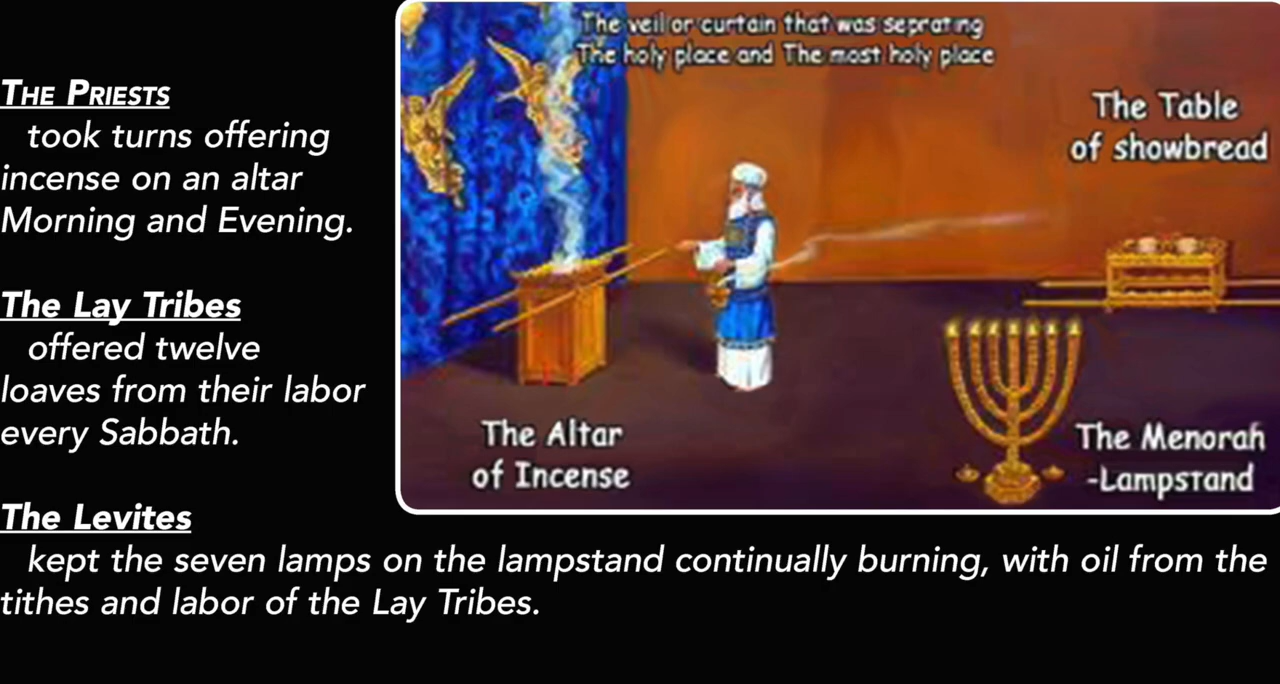 The Priests
took turns offering
incense on an altar
Morning and Evening.
The Lay Tribes
offered twelve
loaves from their labor
every Sabbath.
The veil or curtain that was seprating
The holy place and The most holy place
The Table
of showbread
The Altar
of Incense
The Menorah
-Lampstand
The Levites
kept the seven lamps on the lampstand continually burning, with oil from the
tithes and labor of the Lay Tribes.